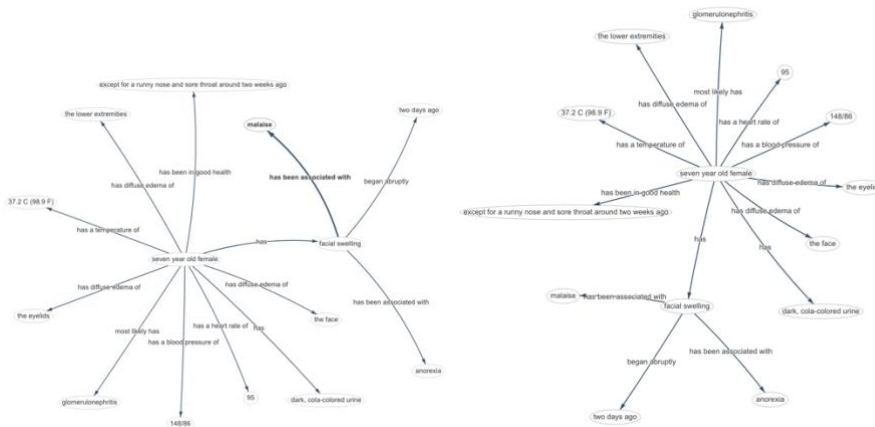 except for a runny nose and sore throat around two weeks ago
the lower extremities
malaise
two days ago
has been in good health
has been associated with
began abruptly
has diffuse edema of
37.2 C (98.9 F)
has a temperature of
has
facial swelling
seven year old female
has diffuse edema of
has diffuse edema of
has been associated with
the eyelids
most likely has
has a heart rate of
has
the face
has a blood pressure of
anorexia
glomerulonephritis
95
dark, cola-colored urine
148/86
glomerulonephritis
the lower extremities
95
most likely has
has diffuse edema of
37.2 C (98.9 F)
has a heart rate of
148/86
has a temperature of
has a blood pressure of
seven year old female
has diffuse edema of
the eyelids
has been in good health
except for a runny nose and sore throat around two weeks ago
has diffuse edema of
has
has
the face
malaise
has been associated with
facial swelling
dark, cola-colored urine
began abruptly
has been associated with
two days ago
anorexia